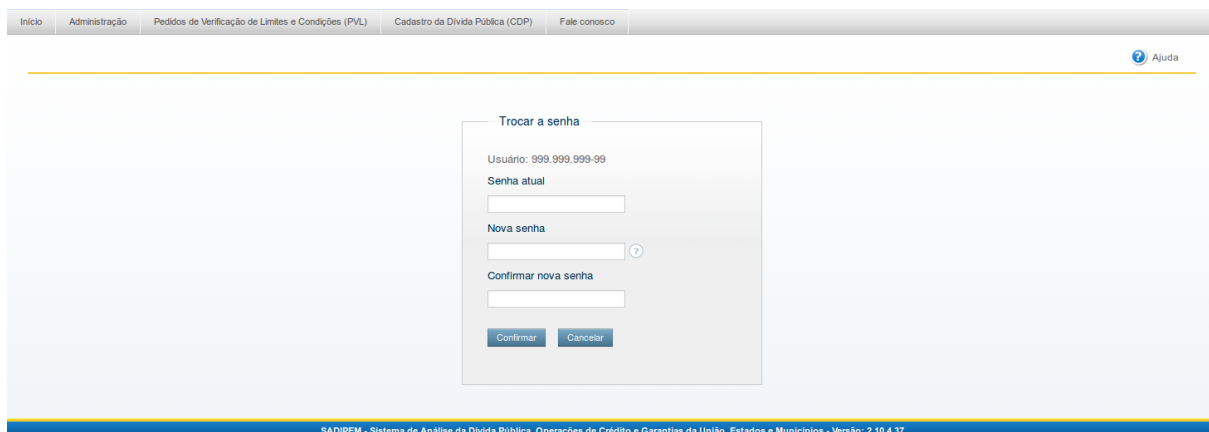 Início Administração Pedidos de Verificação de Limites e Condições (PVL) Cadastro da Dívida Pública (CDP) Fale conosco
? Ajuda
Trocar a senha
Usuário: 999.999.999-99
Senha atual
Nova senha
?
Confirmar nova senha
Confirmar Cancelar
SADIPEM - Sistema de Análise da Dívida Pública, Operações de Crédito e Garantias da União, Estados e Municípios - Versão: 2.10.4.37